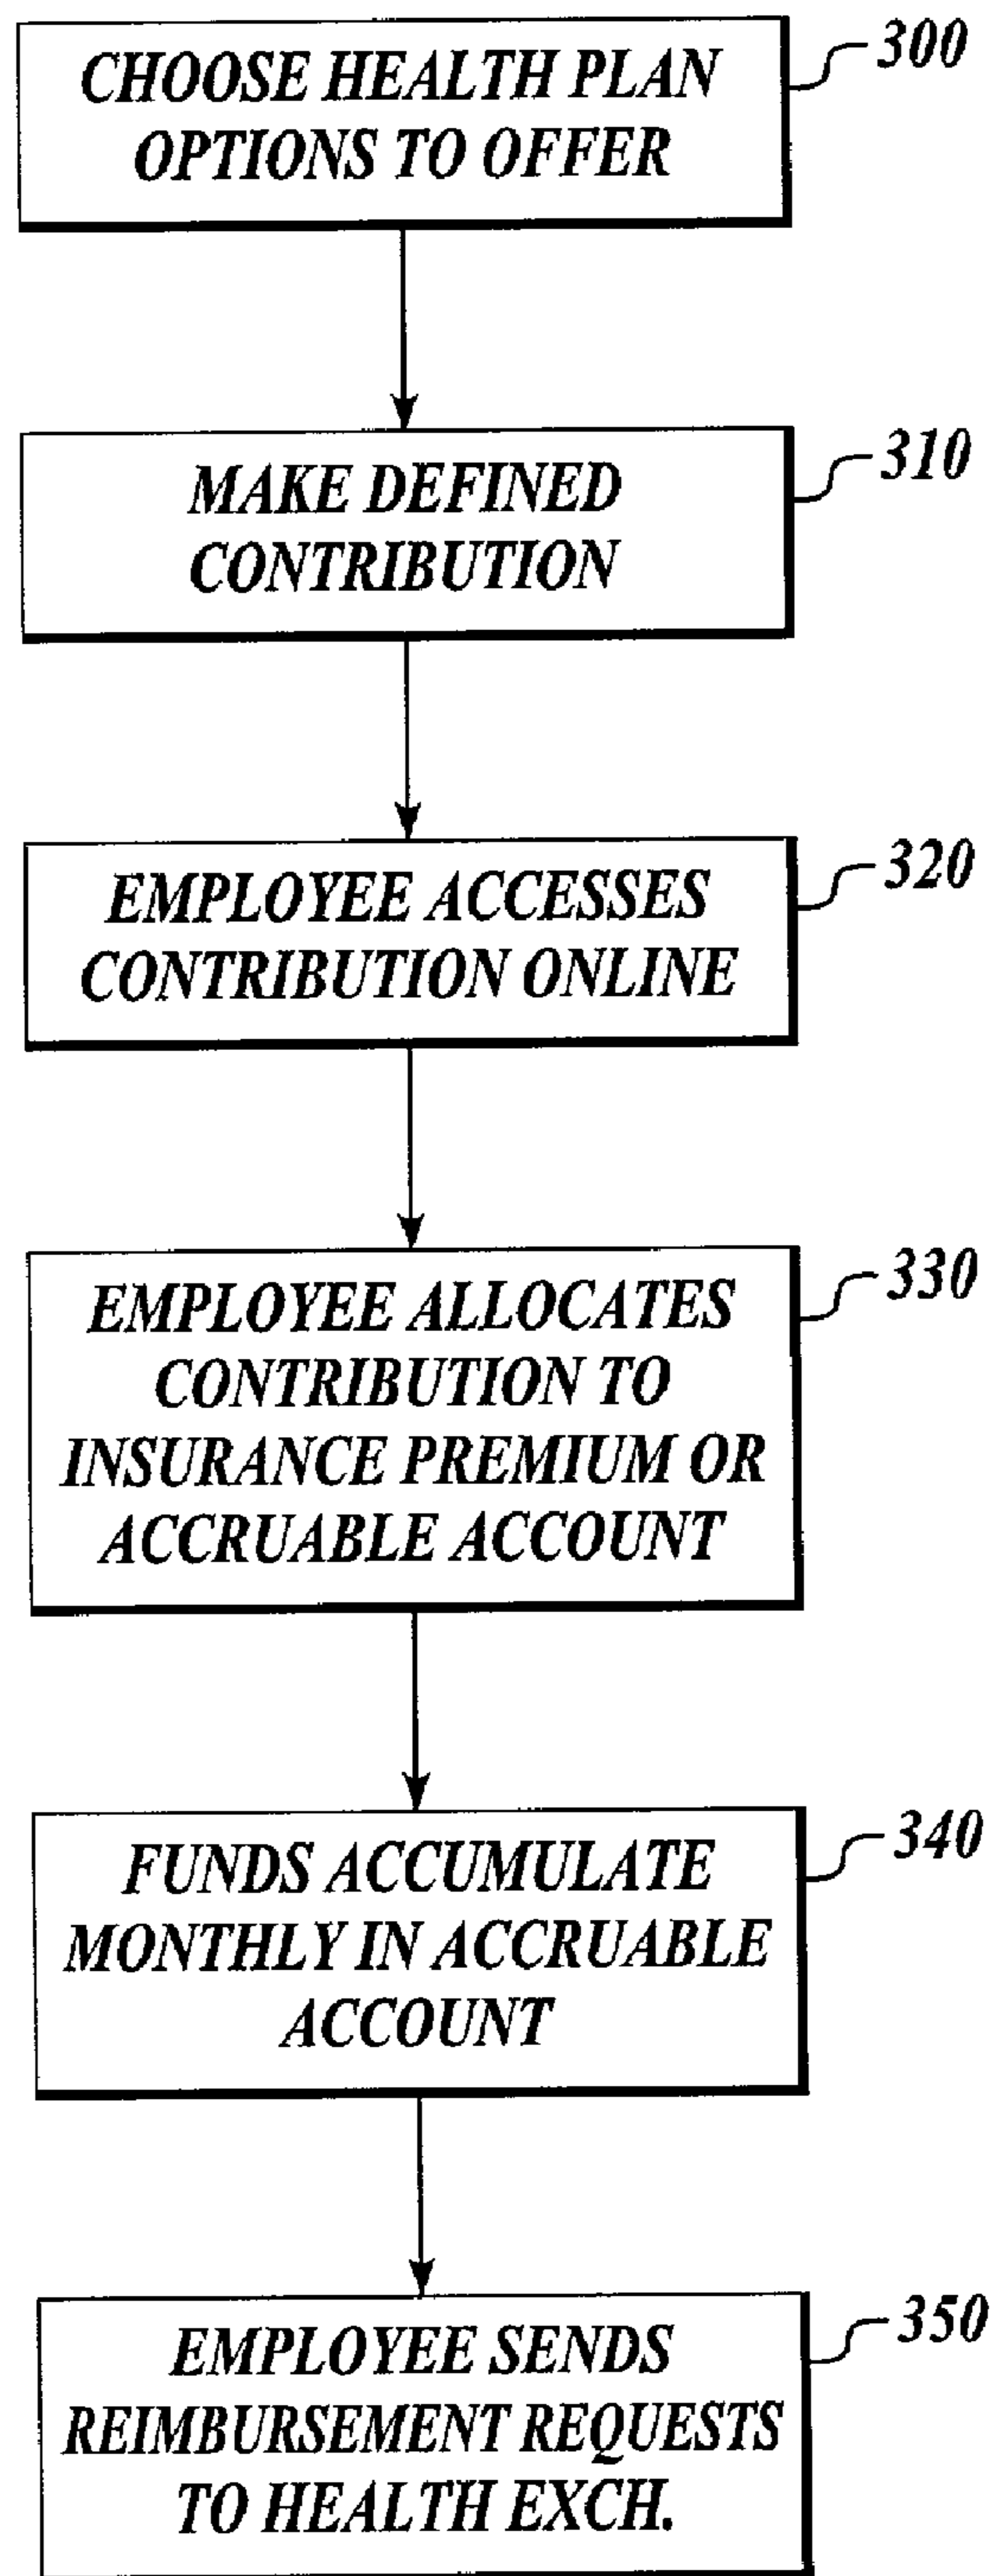 CHOOSE HEALTH PLAN
OPTIONS TO OFFER
300
MAKE DEFINED
CONTRIBUTION
310
EMPLOYEE ACCESSES
CONTRIBUTION ONLINE
320
EMPLOYEE ALLOCATES
CONTRIBUTION TO
INSURANCE PREMIUM OR
ACCRUABLE ACCOUNT
330
FUNDS ACCUMULATE
MONTHLY IN ACCRUABLE
ACCOUNT
340
EMPLOYEE SENDS
REIMBURSEMENT REQUESTS
TO HEALTH EXCH.
350